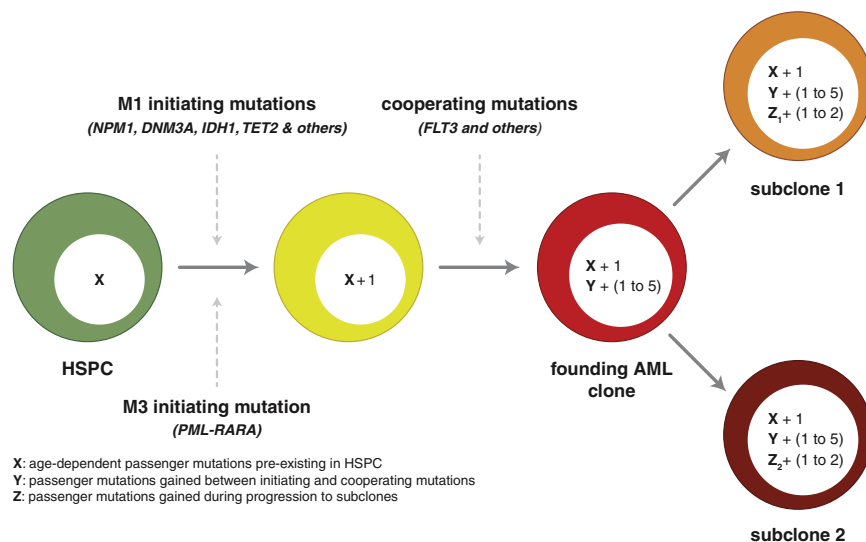 M1 initiating mutations
(NPM1, DNM3A, IDH1, TET2 & others)
cooperating mutations
(FLT3 and others)
X
HSPC
X + 1
M3 initiating mutation
(PML-RARA)
X + 1
Y + (1 to 5)
founding AML
clone
X + 1
Y + (1 to 5)
Z1+ (1 to 2)
subclone 1
X + 1
Y + (1 to 5)
Z2+ (1 to 2)
subclone 2
X: age-dependent passenger mutations pre-existing in HSPC
Y: passenger mutations gained between initiating and cooperating mutations
Z: passenger mutations gained during progression to subclones